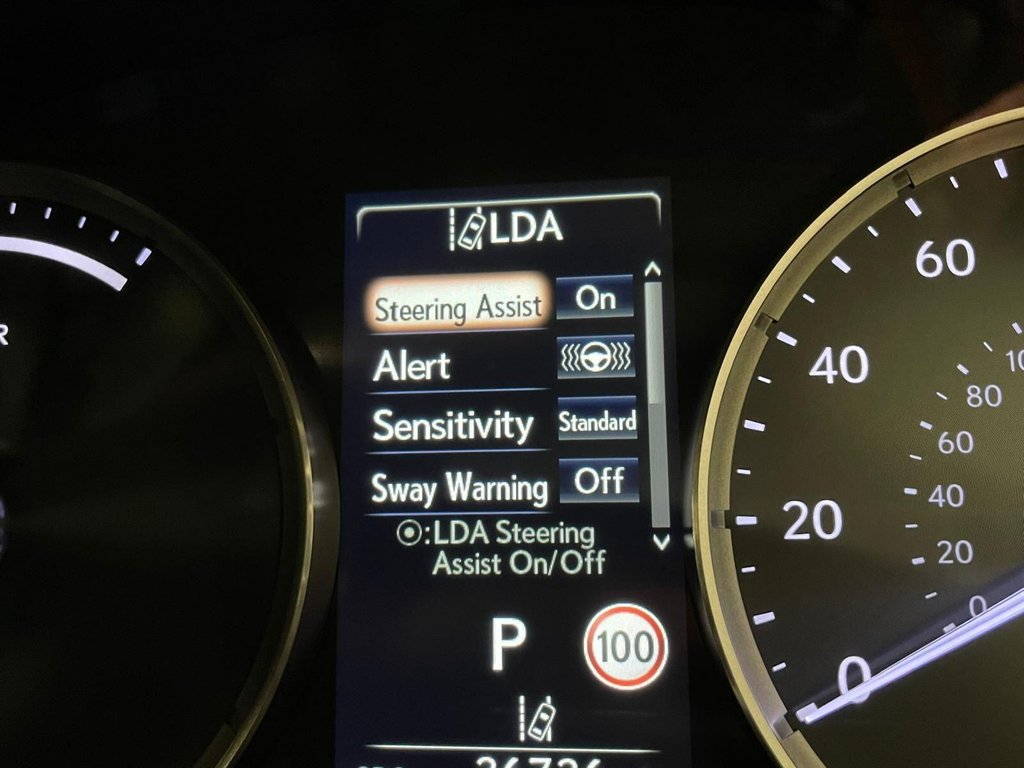 LDA
Steering Assist On
Alert
Sensitivity Standard
Sway Warning Off
:LDA Steering
Assist On/Off
P 100
R
60
40
20
0
80
60
40
20
0